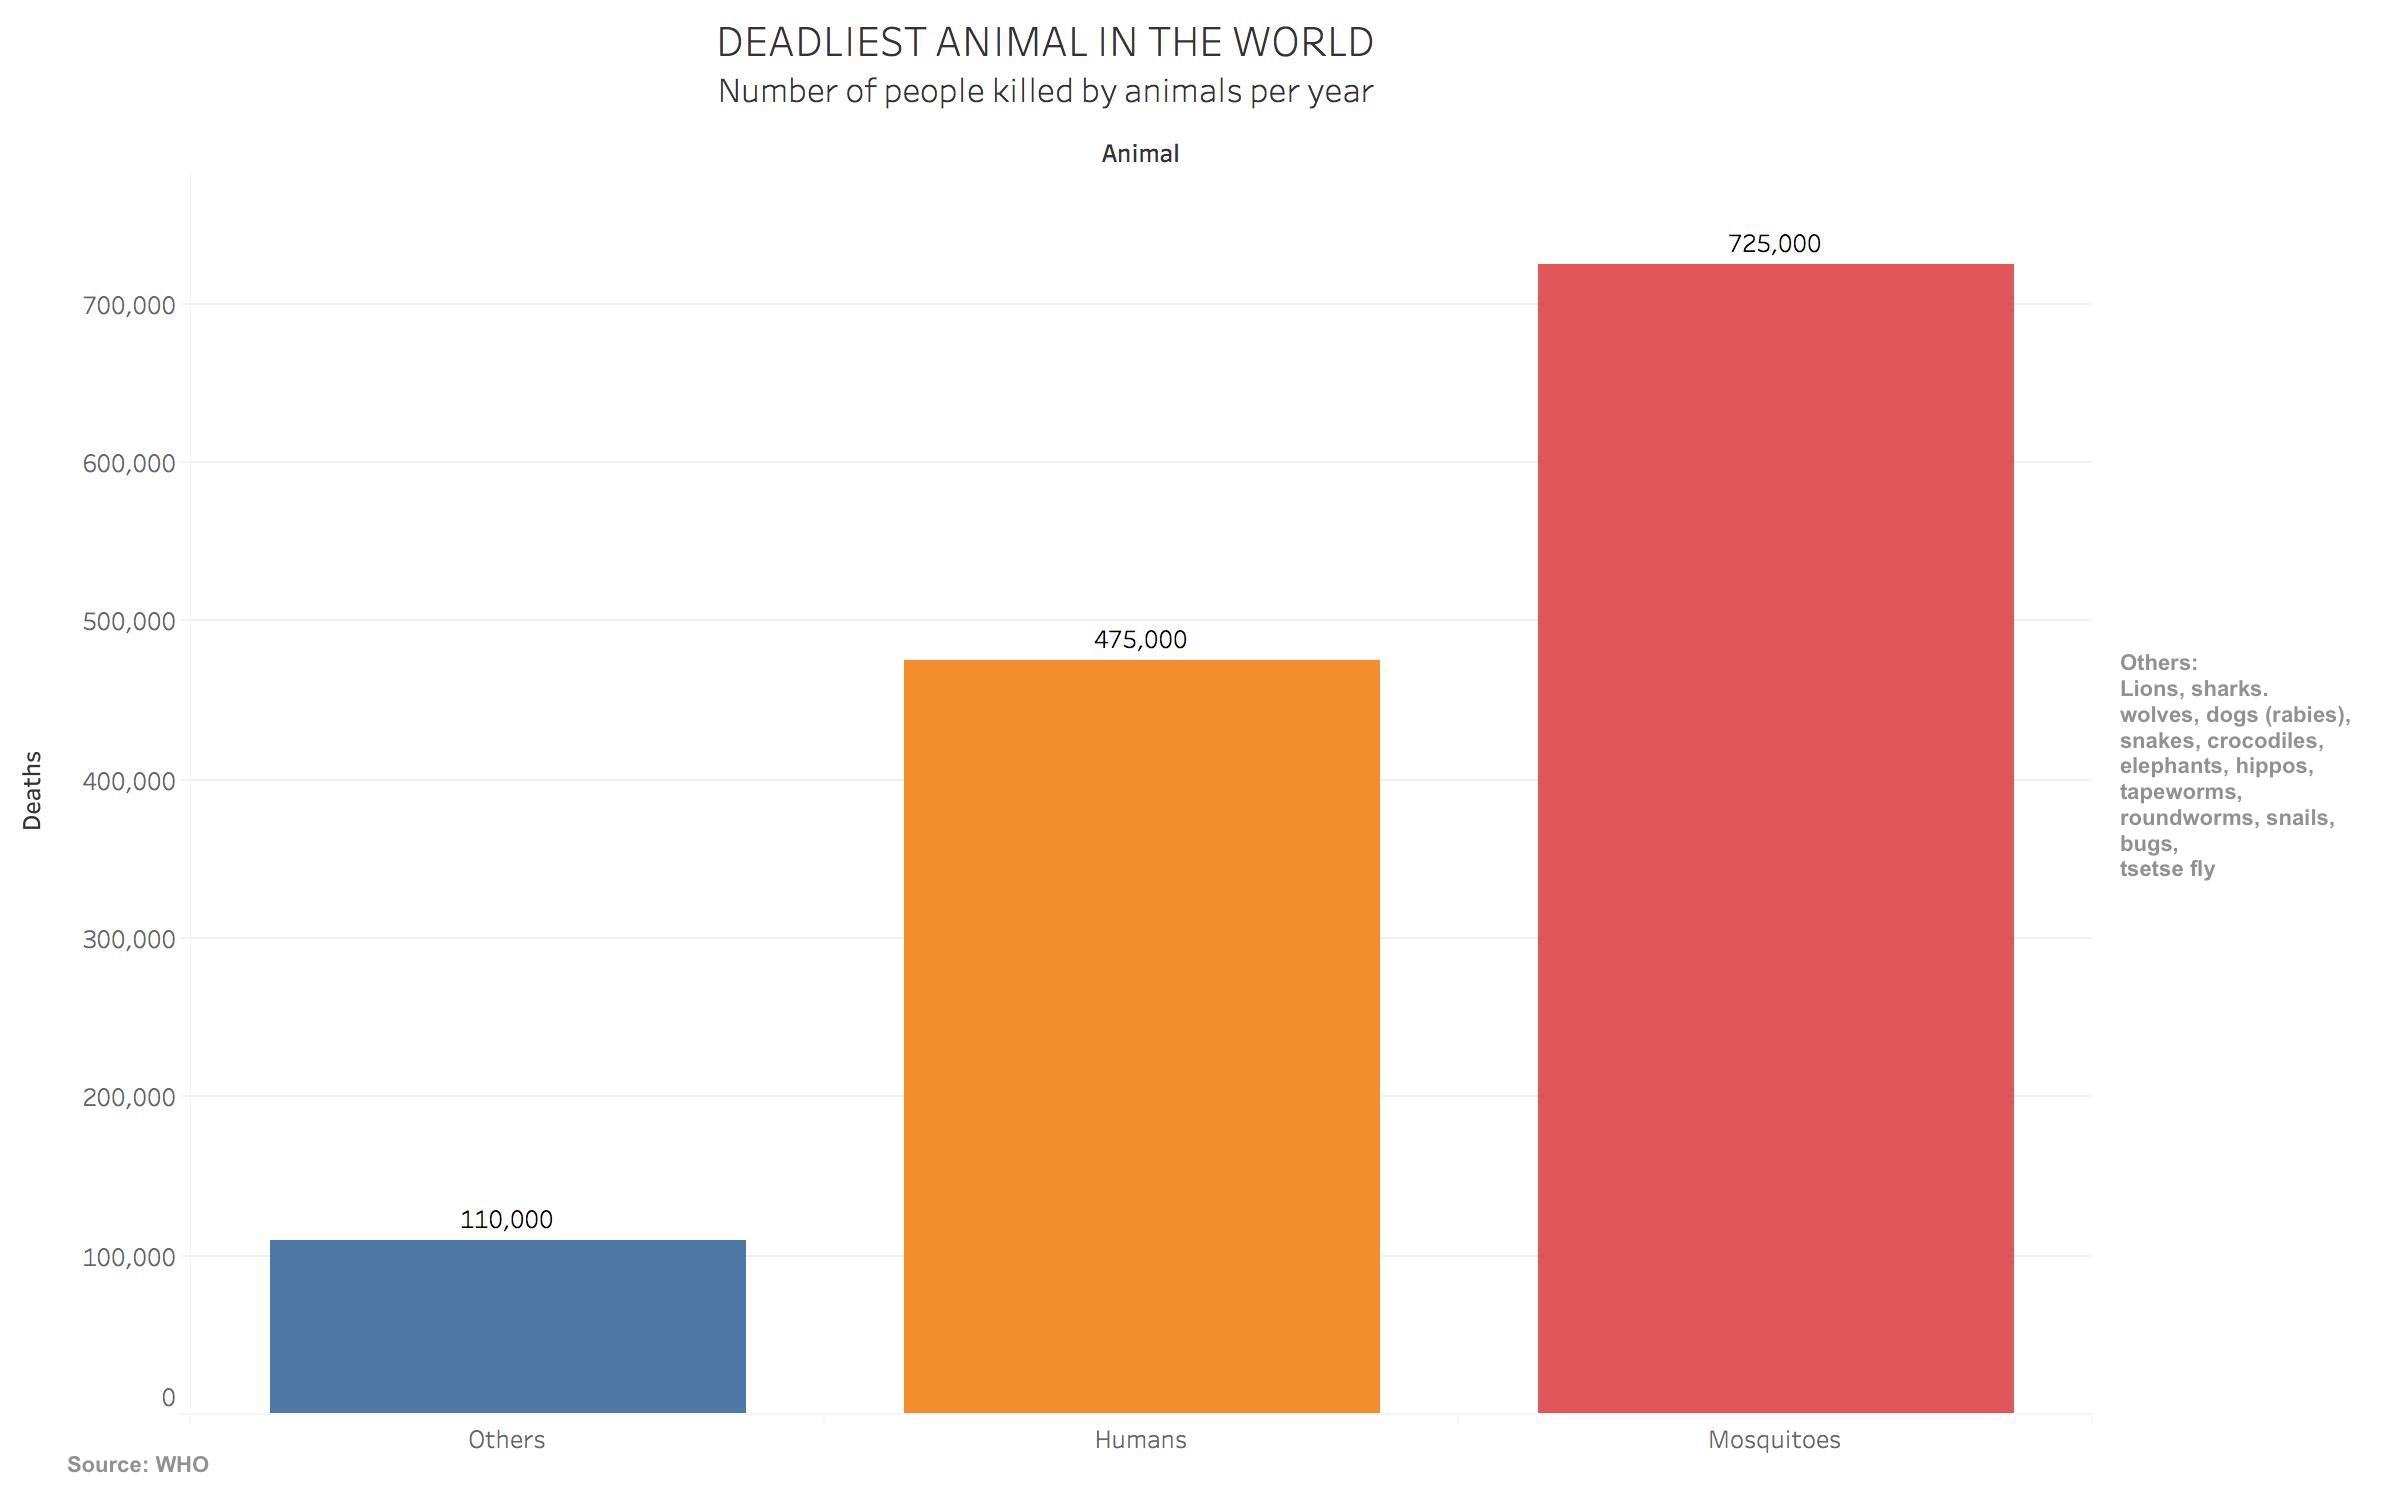 DEADLIEST ANIMAL IN THE WORLD
Number of people killed by animals per year
Animal
725,000
700,000
600,000
500,000
475,000
Others:
Lions, sharks.
wolves, dogs (rabies),
snakes, crocodiles,
elephants, hippos,
tapeworms,
roundworms, snails,
bugs,
tsetse fly
Deaths
400,000
300,000
200,000
110,000
100,000
0
Others Humans Mosquitoes
Source: WHO